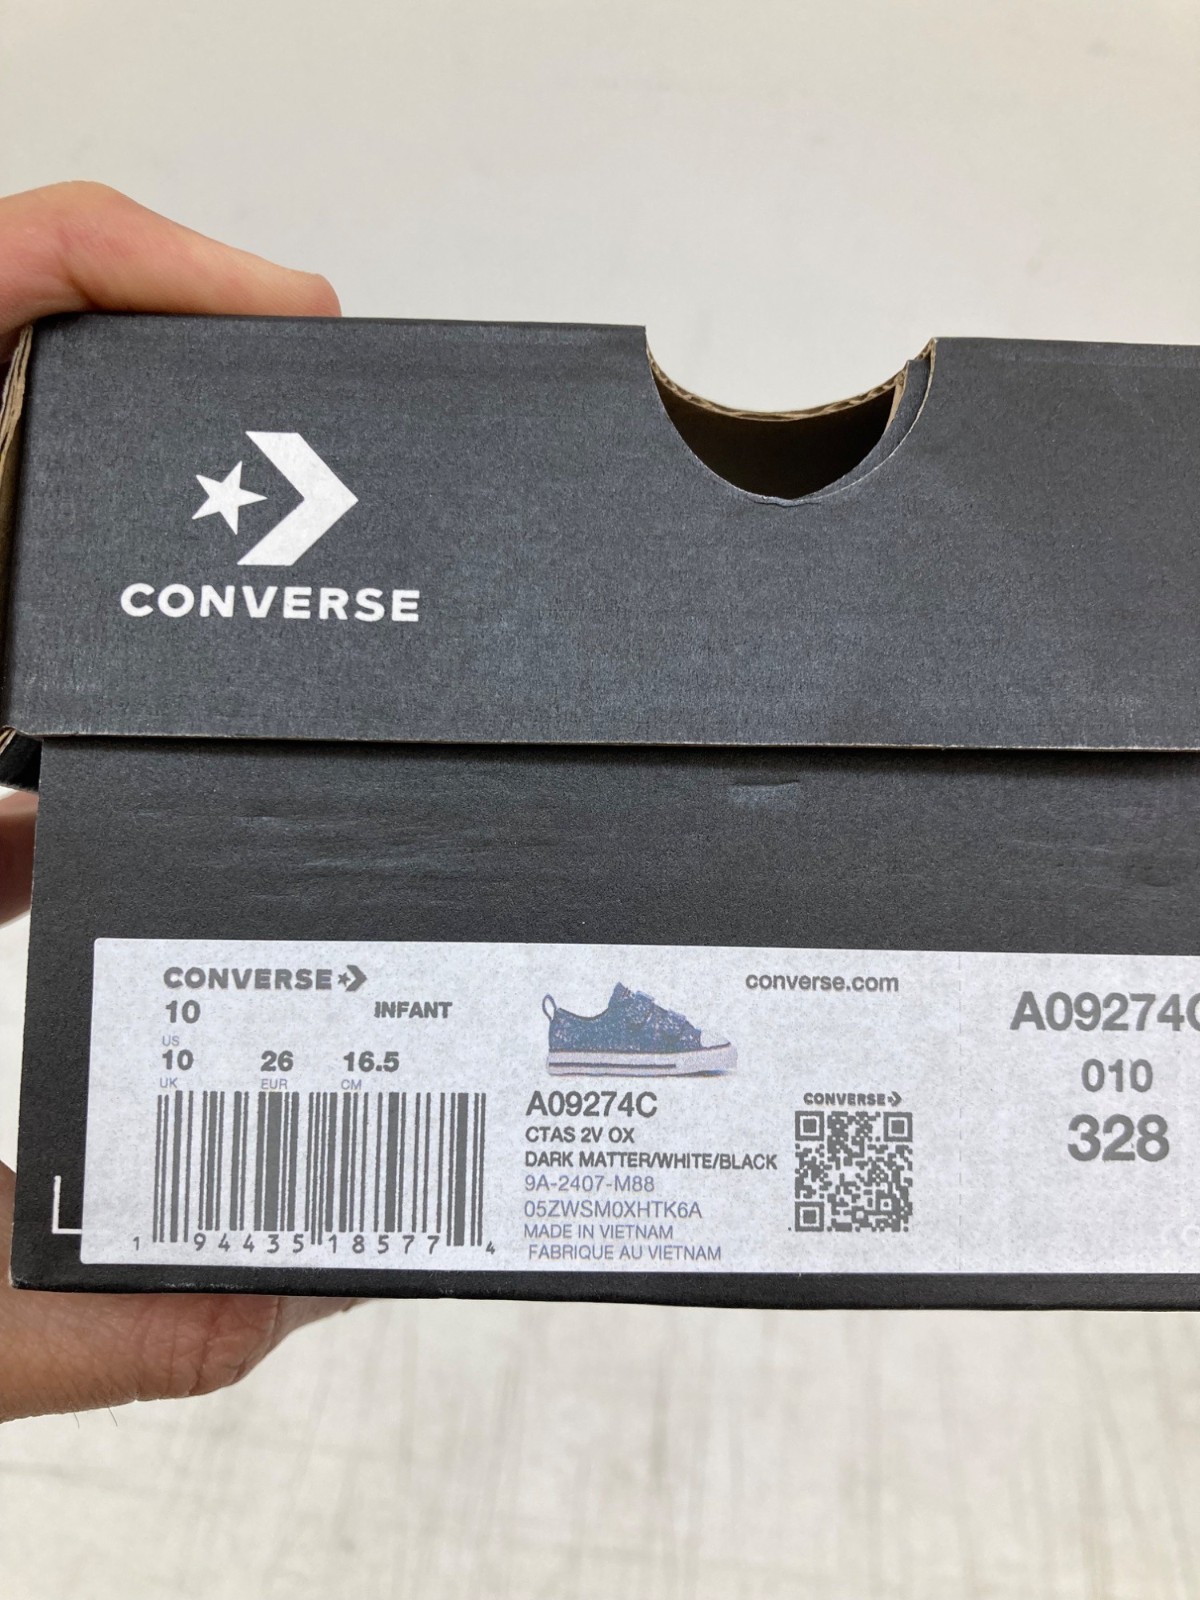 CONVERSE
CONVERSE
10 INFANT
US
10 26 16.5
UK EUR CM
1 94435 18577 4
converse.com
A09274C
CTAS 2V OX
DARK MATTER/WHITE/BLACK
9A-2407-M88
05ZWSM0XHTK6A
MADE IN VIETNAM
FABRIQUE AU VIETNAM
CONVERSE
A09274C
010
328